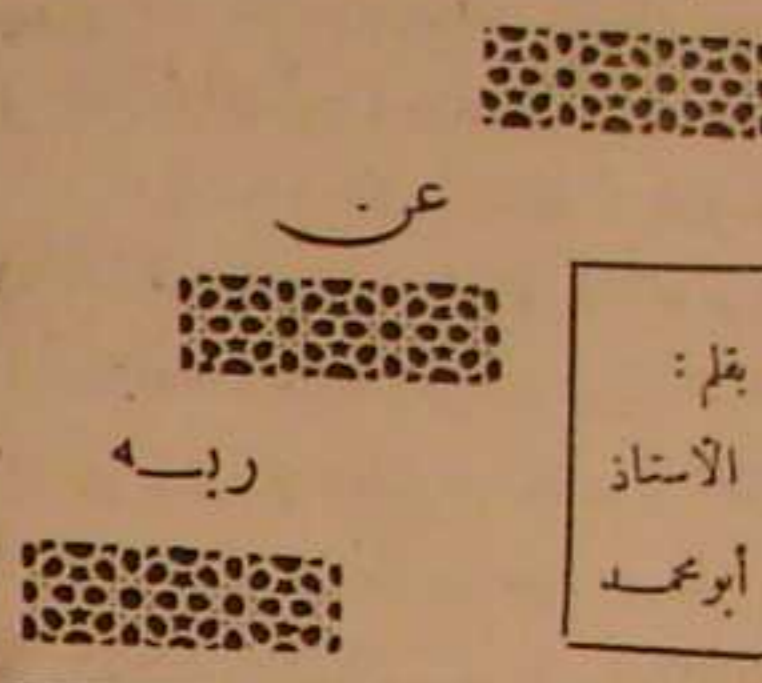 عن
ربه
بقلم :
الأستاذ
أبو محمد